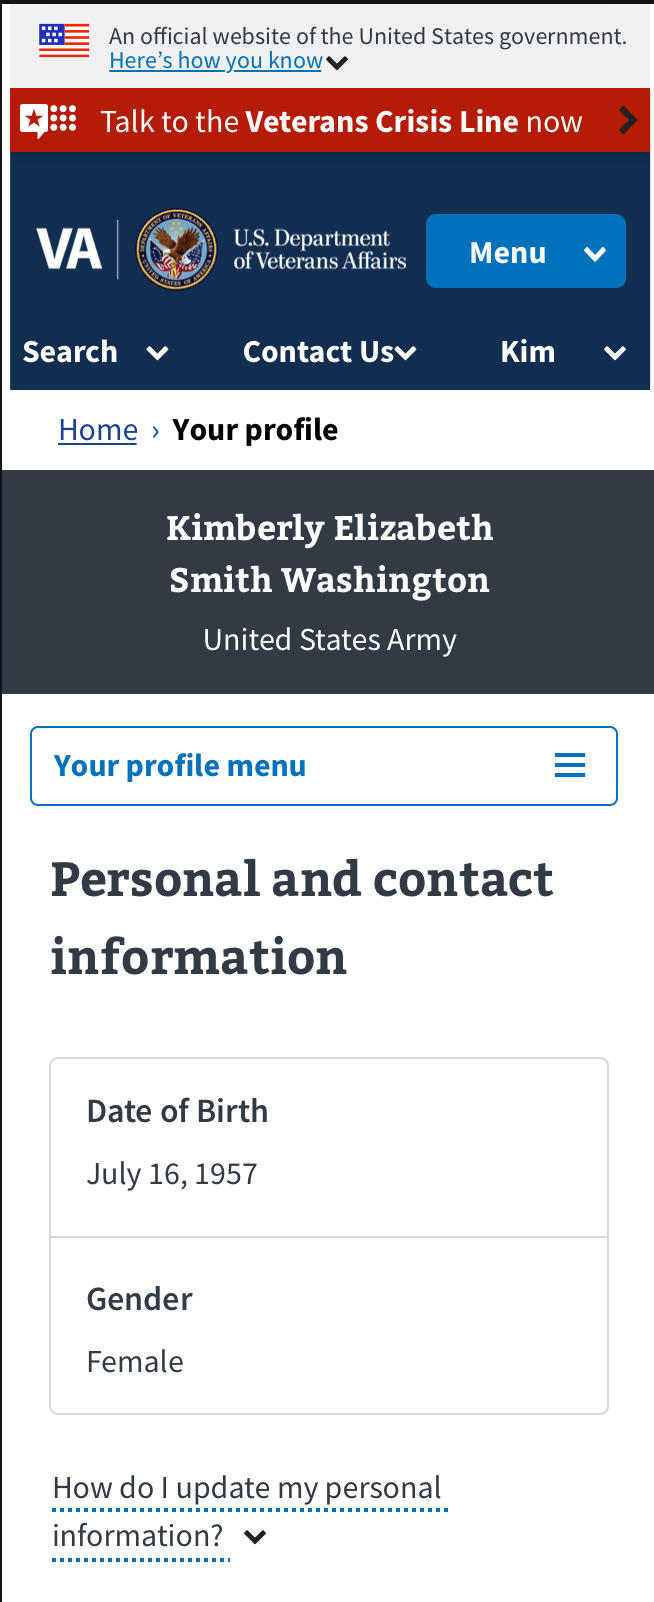 An official website of the United States government.
Here’s how you know
Talk to the Veterans Crisis Line now
VA
U.S. Department
of Veterans Affairs
Menu
Search
Contact Us
Kim
Home › Your profile
Kimberly Elizabeth
Smith Washington
United States Army
Your profile menu
Personal and contact
information
Date of Birth
July 16, 1957
Gender
Female
How do I update my personal
information?